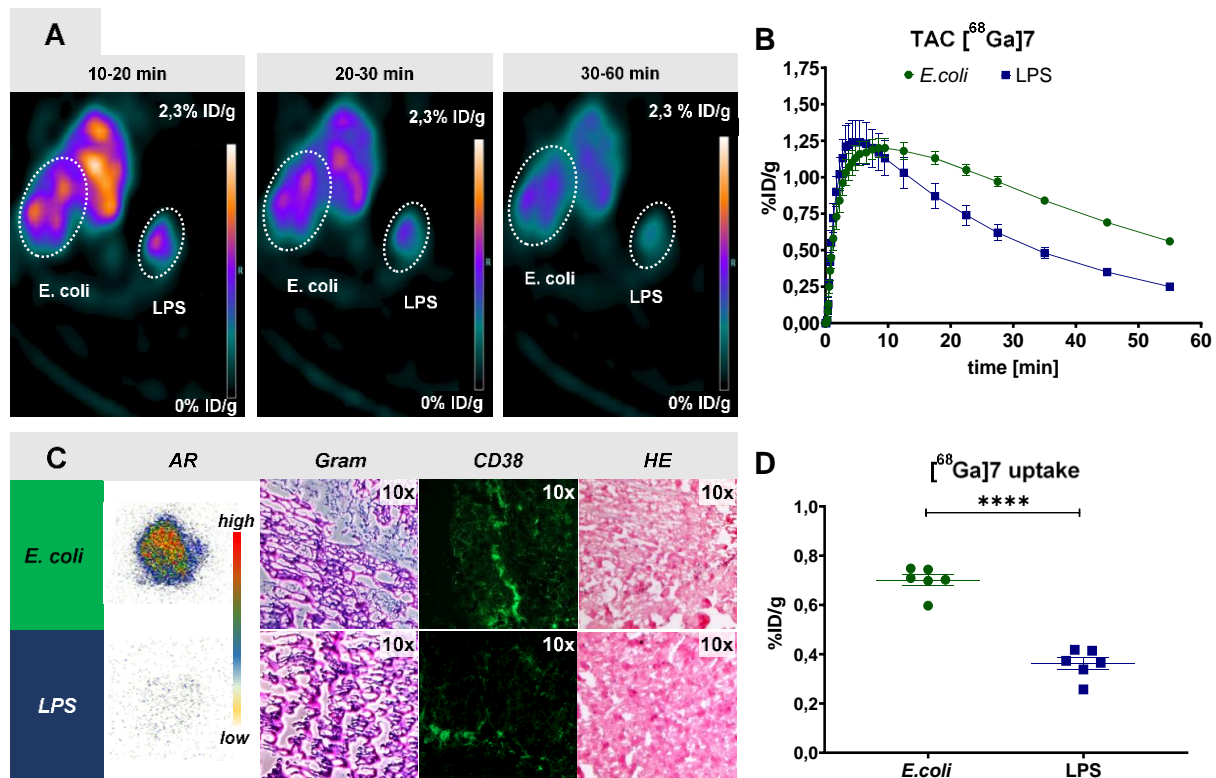 A
10-20 min
20-30 min
30-60 min
2,3% ID/g
2,3% ID/g
2,3 % ID/g
R
R
R
E. coli
LPS
E. coli
LPS
E. coli
LPS
0% ID/g
0% ID/g
0% ID/g
B
TAC [⁶⁸Ga]7
E.coli
LPS
1,75
1,50
1,25
1,00
0,75
0,50
0,25
0,00
%ID/g
0 10 20 30 40 50 60
time [min]
C
AR
Gram
CD38
HE
E. coli
high
10x
10x
10x
LPS
low
10x
10x
10x
D
[⁶⁸Ga]7 uptake
****
1,0
0,8
0,6
0,4
0,2
0,0
%ID/g
E.coli
LPS